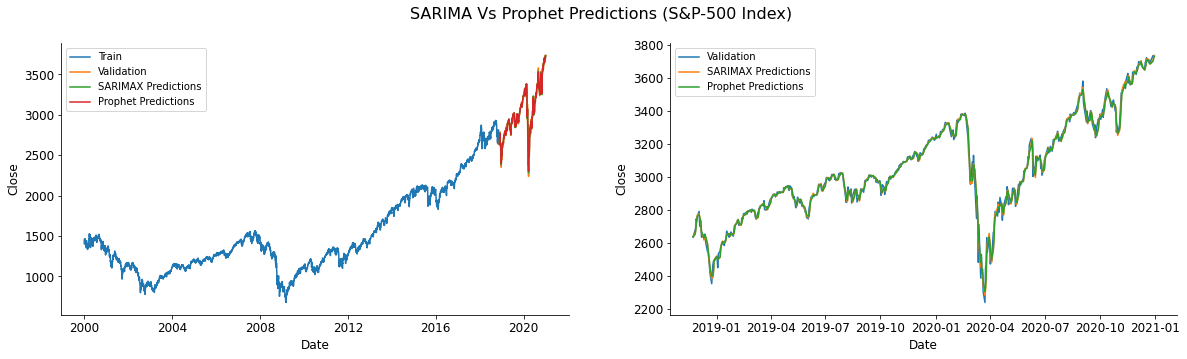 SARIMA Vs Prophet Predictions (S&P-500 Index)
Train
Validation
SARIMAX Predictions
Prophet Predictions
3500
3000
2500
2000
1500
1000
Close
2000
2004
2008
2012
2016
2020
Date
Validation
SARIMAX Predictions
Prophet Predictions
3800
3600
3400
3200
3000
2800
2600
2400
2200
Close
2019-01
2019-04
2019-07
2019-10
2020-01
2020-04
2020-07
2020-10
2021-01
Date